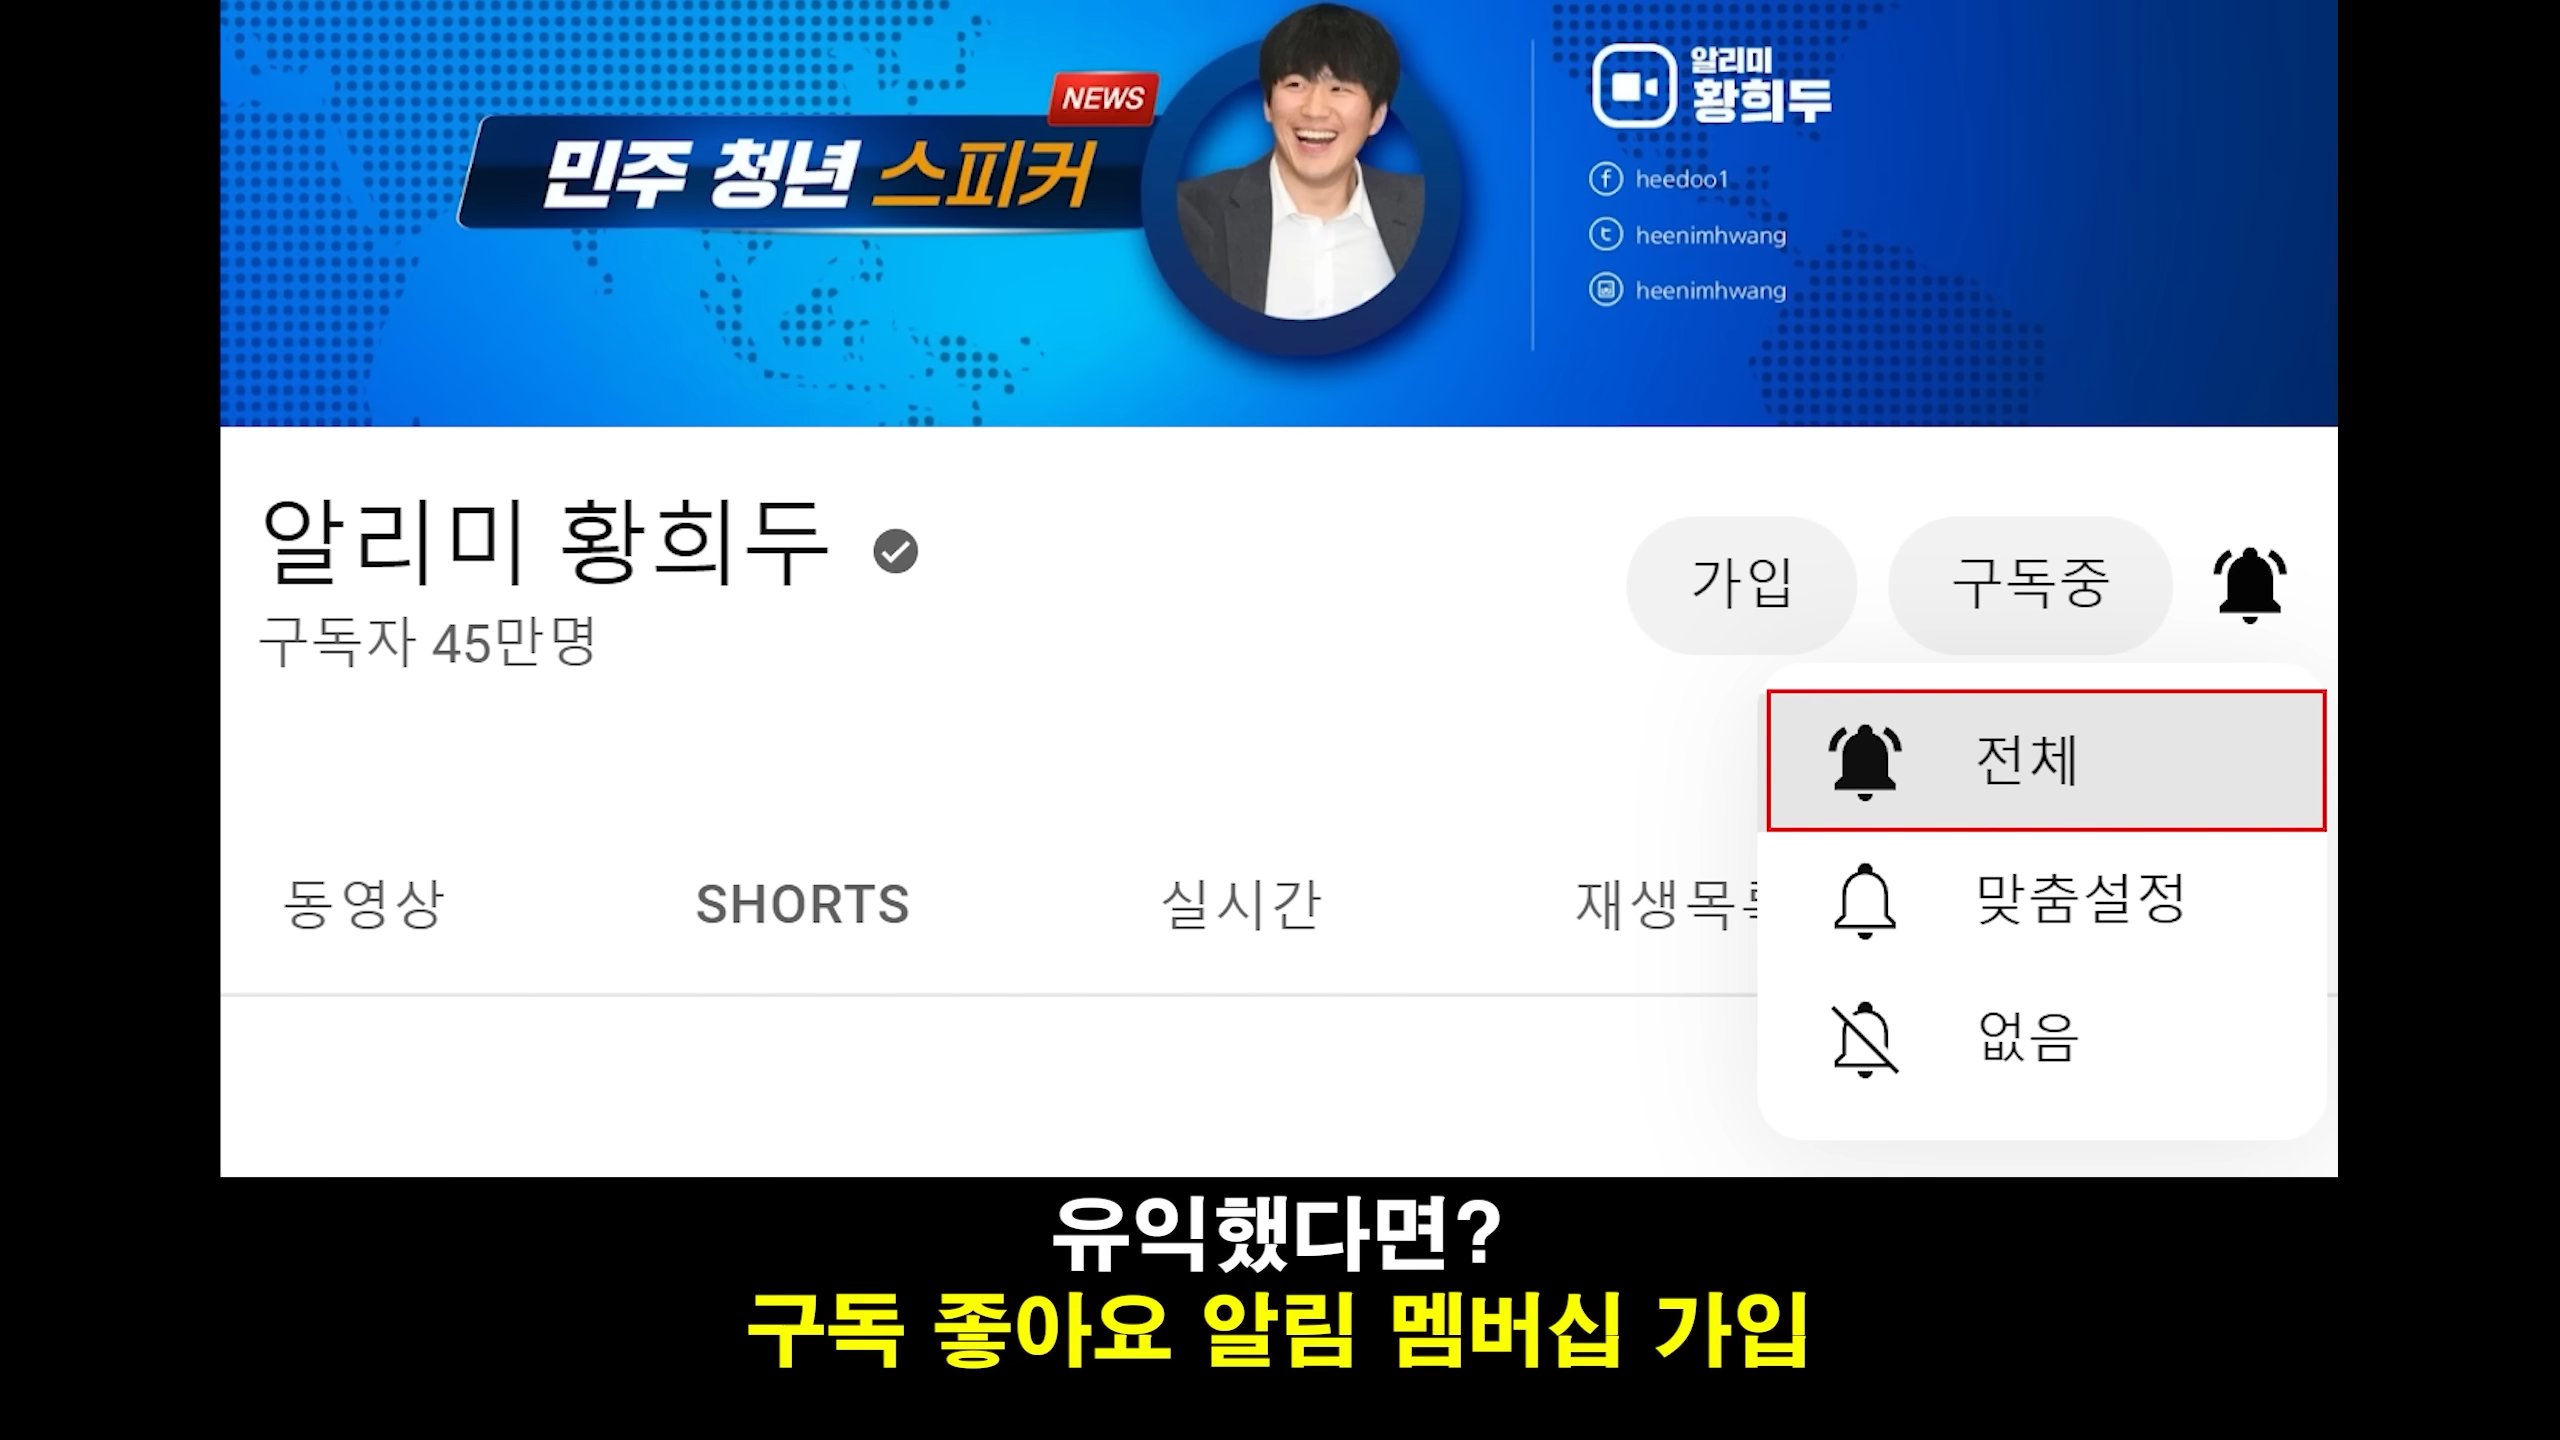 NEWS
민주 청년 스피커
알리미
황희두
heedoo1
heenimhwang
heenimhwang
알리미 황희두
구독자 45만명
가입
구독중
전체
맞춤설정
없음
동영상
SHORTS
실시간
재생목
유익했다면?
구독 좋아요 알림 멤버십 가입